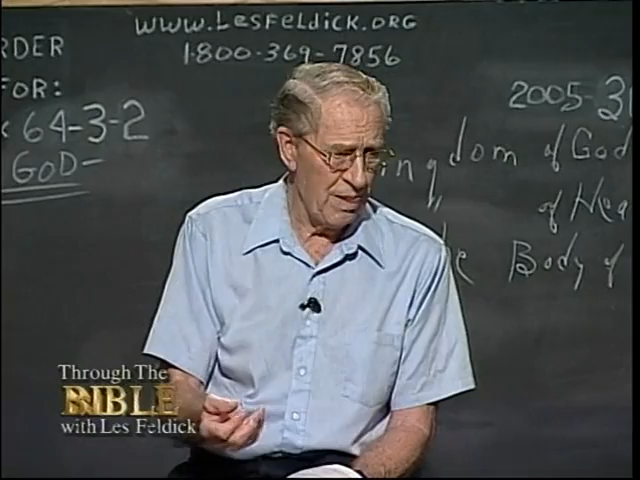 www.LesFeldick.org
1-800-369-7856
RDER
FOR:
64-3-2
GOD-
2005-3
ingdom of God
of Hea
Body of
Through The
BIBLE
with Les Feldick